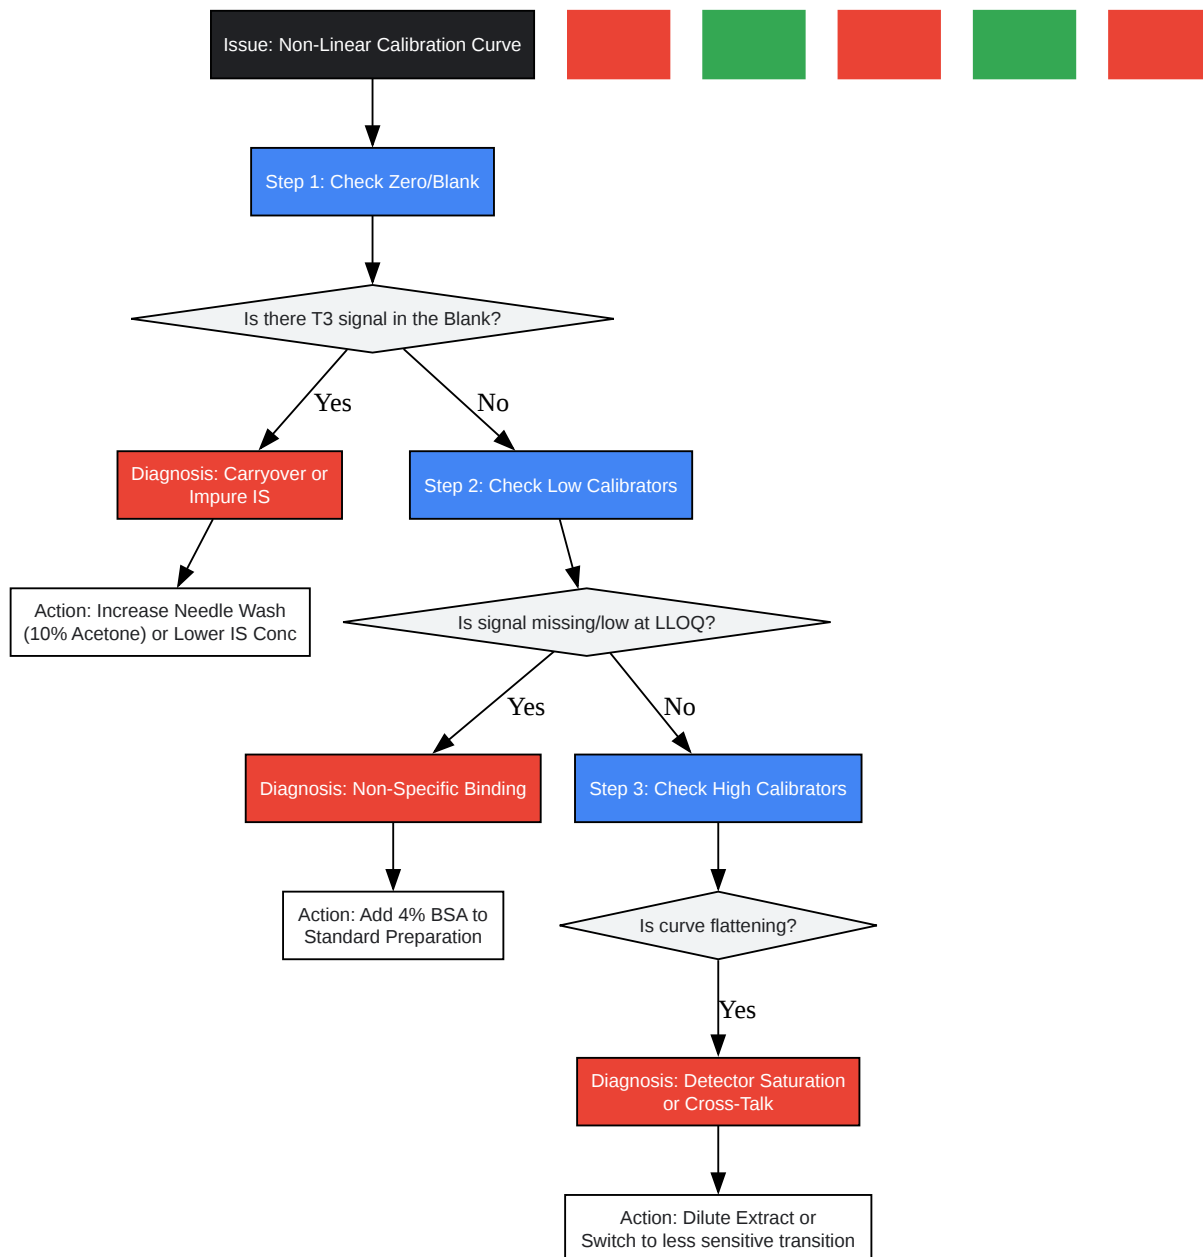 Issue: Non-Linear Calibration Curve
Step 1: Check Zero/Blank
Is there T3 signal in the Blank?
Yes
No
Diagnosis: Carryover or
Impure IS
Step 2: Check Low Calibrators
Action: Increase Needle Wash
(10% Acetone) or Lower IS Conc
Is signal missing/low at LLOQ?
Yes
No
Diagnosis: Non-Specific Binding
Step 3: Check High Calibrators
Action: Add 4% BSA to
Standard Preparation
Is curve flattening?
Yes
Diagnosis: Detector Saturation
or Cross-Talk
Action: Dilute Extract or
Switch to less sensitive transition